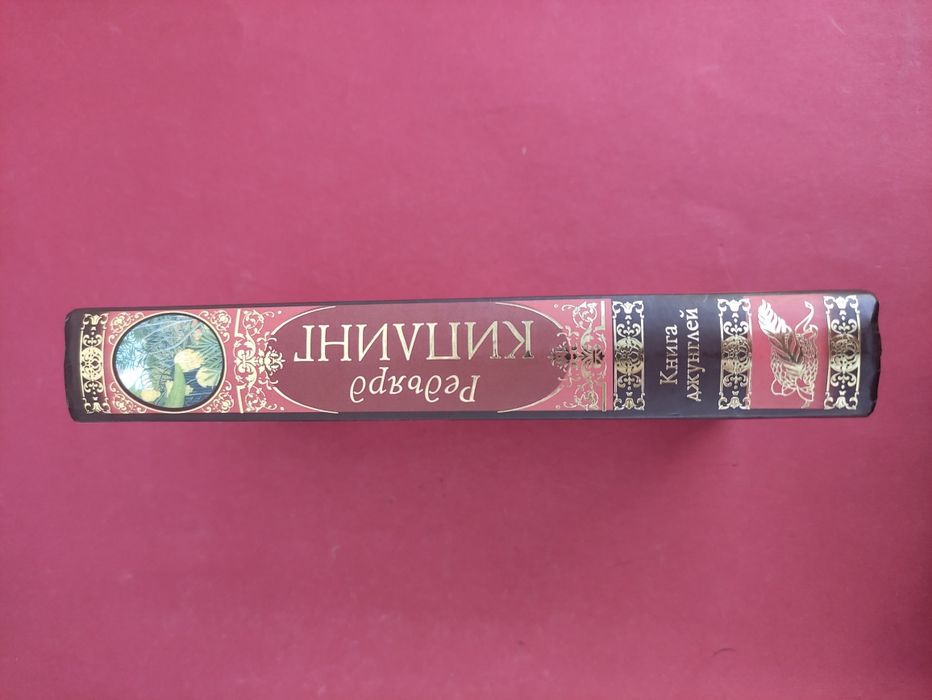 Редьярд
КИПЛИНГ
Книга
джунглей